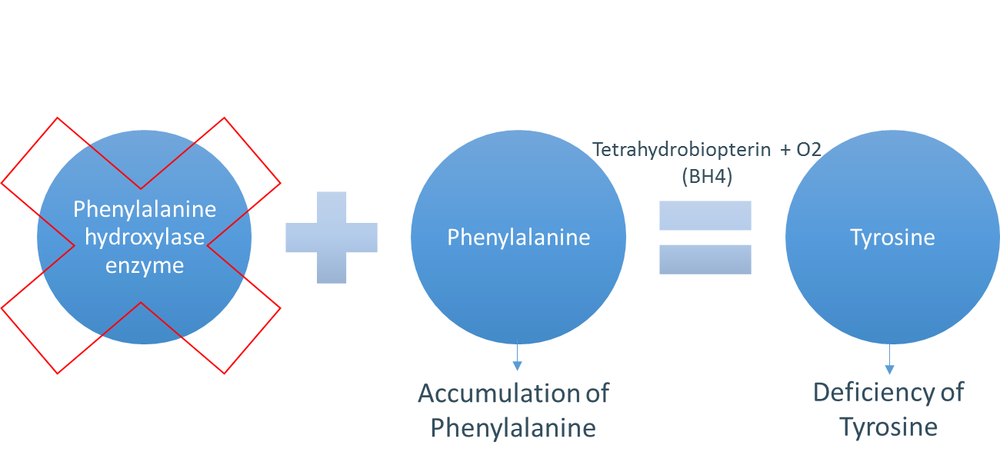 Phenylalanine
hydroxylase
enzyme
Phenylalanine
Tetrahydrobiopterin + O2
(BH4)
Tyrosine
Accumulation of
Phenylalanine
Deficiency of
Tyrosine